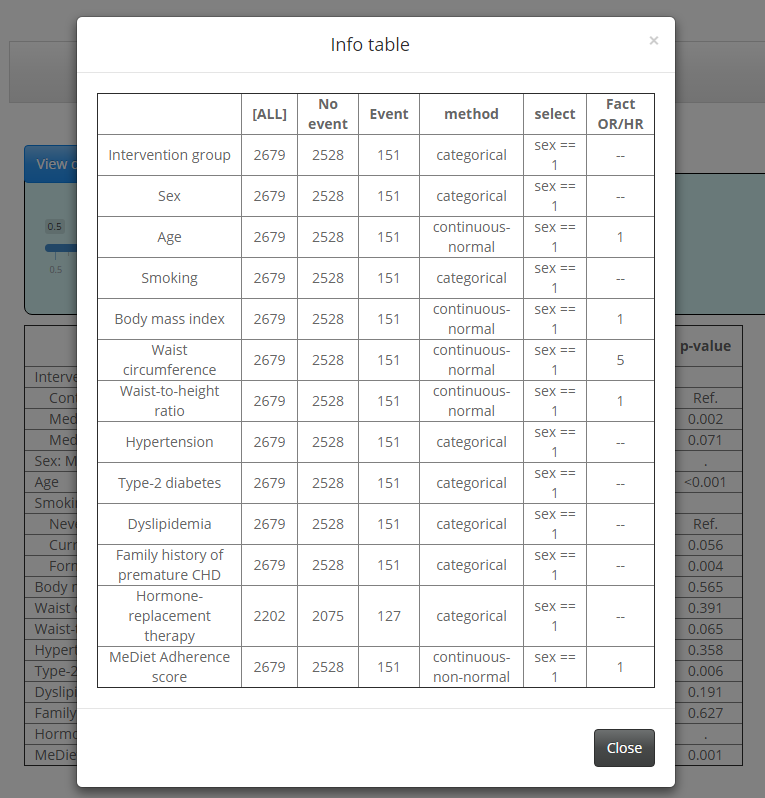 Info table
×
[ALL] No event Event method select Fact OR/HR
Intervention group 2679 2528 151 categorical sex == 1 --
Sex 2679 2528 151 categorical sex == 1 --
Age 2679 2528 151 continuous-normal sex == 1 1
Smoking 2679 2528 151 categorical sex == 1 --
Body mass index 2679 2528 151 continuous-normal sex == 1 1
Waist circumference 2679 2528 151 continuous-normal sex == 1 5
Waist-to-height ratio 2679 2528 151 continuous-normal sex == 1 1
Hypertension 2679 2528 151 categorical sex == 1 --
Type-2 diabetes 2679 2528 151 categorical sex == 1 --
Dyslipidemia 2679 2528 151 categorical sex == 1 --
Family history of premature CHD 2679 2528 151 categorical sex == 1 --
Hormone-replacement therapy 2202 2075 127 categorical sex == 1 --
MeDiet Adherence score 2679 2528 151 continuous-non-normal sex == 1 1
Close
View
0.5
0.5
p-value
Interve
Con Ref.
Med 0.002
Med 0.071
Sex: M .
Age <0.001
Smoki
Nev Ref.
Curr 0.056
Forn 0.004
Body 0.565
Waist 0.391
Waist- 0.065
Hypert 0.358
Type-2 0.006
Dyslipi 0.191
Family 0.627
Hormo .
MeDie 0.001